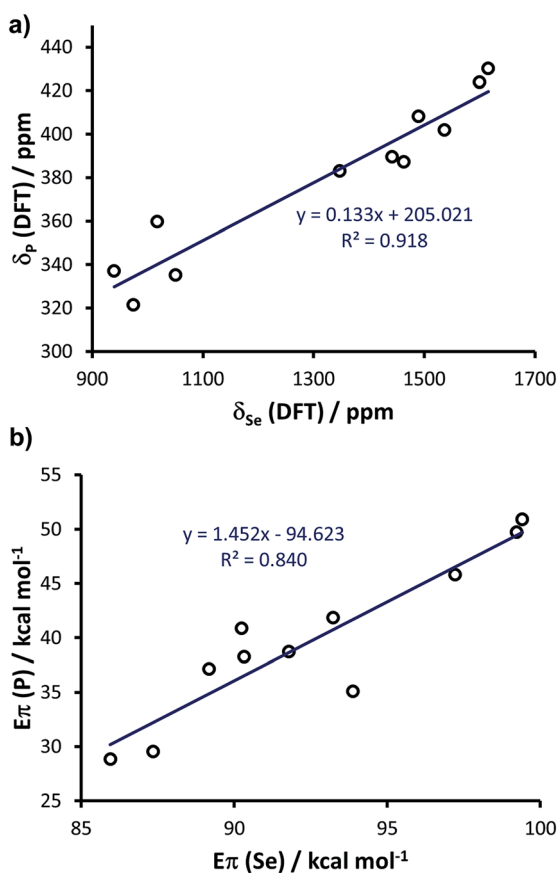 a)
440
420
400
380
360
340
320
300
δP (DFT) / ppm
y = 0.133x + 205.021
R² = 0.918
900 1100 1300 1500 1700
δSe (DFT) / ppm
b)
55
50
45
40
35
30
25
Eπ (P) / kcal mol⁻¹
y = 1.452x - 94.623
R² = 0.840
85 90 95 100
Eπ (Se) / kcal mol⁻¹